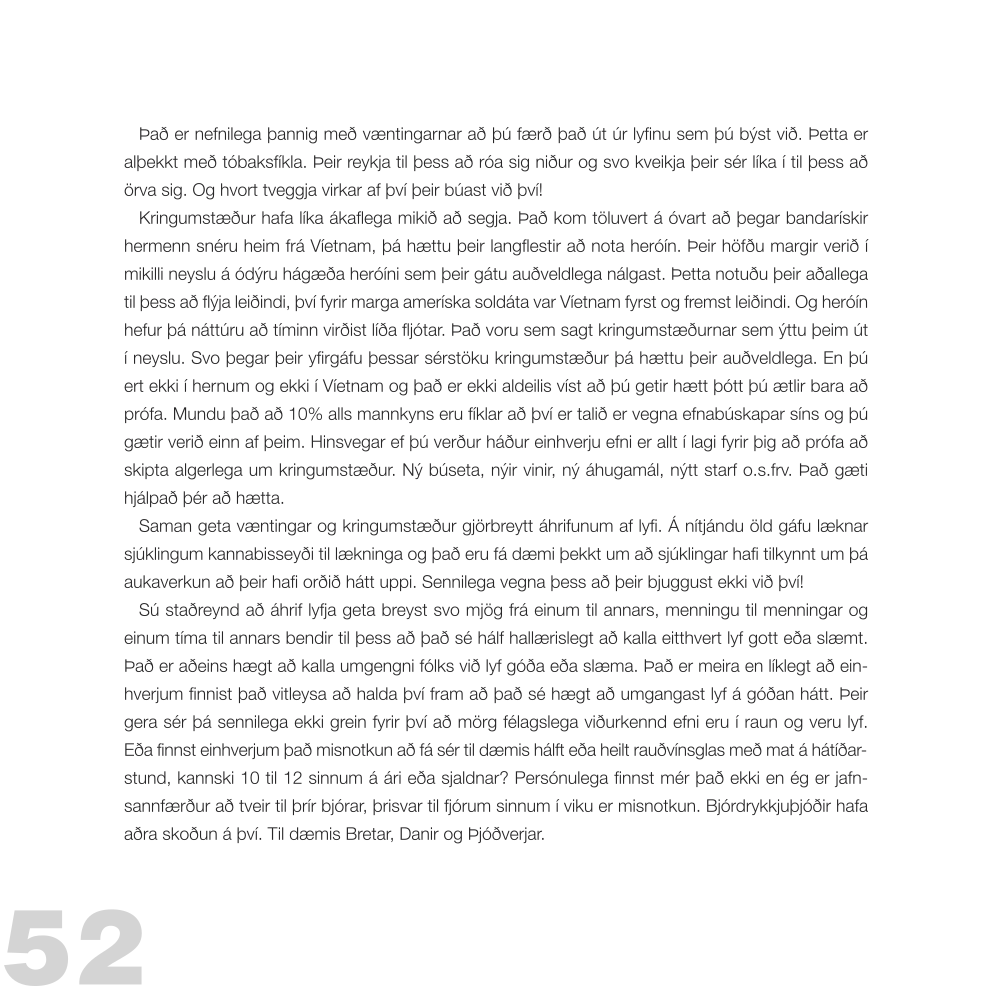 Það er nefnilega þannig með væntingarnar að þú færð það út úr lyfinu sem þú býst við. Þetta er
alþekkt með tóbaksfíkla. Þeir reykja til þess að róa sig niður og svo kveikja þeir sér líka í til þess að
örva sig. Og hvort tveggja virkar af því þeir búast við því!
Kringumstæður hafa líka ákaflega mikið að segja. Það kom töluvert á óvart að þegar bandarískir
hermenn snéru heim frá Víetnam, þá hættu þeir langflestir að nota heróín. Þeir höfðu margir verið í
mikilli neyslu á ódýru hágæða heróíni sem þeir gátu auðveldlega nálgast. Þetta notuðu þeir aðallega
til þess að flýja leiðindi, því fyrir marga ameríska soldáta var Víetnam fyrst og fremst leiðindi. Og heróín
hefur þá náttúru að tíminn virðist líða fljótar. Það voru sem sagt kringumstæðurnar sem ýttu þeim út
í neyslu. Svo þegar þeir yfirgáfu þessar sérstöku kringumstæður þá hættu þeir auðveldlega. En þú
ert ekki í hernum og ekki í Víetnam og það er ekki aldeilis víst að þú getir hætt þótt þú ætlir bara að
prófa. Mundu það að 10% alls mannkyns eru fíklar að því er talið er vegna efnabúskapar síns og þú
gætir verið einn af þeim. Hinsvegar ef þú verður háður einhverju efni er allt í lagi fyrir þig að prófa að
skipta algerlega um kringumstæður. Ný búseta, nýir vinir, ný áhugamál, nýtt starf o.s.frv. Það gæti
hjálpað þér að hætta.
Saman geta væntingar og kringumstæður gjörbreytt áhrifunum af lyfi. Á nítjándu öld gáfu læknar
sjúklingum kannabisseyði til lækninga og það eru fá dæmi þekkt um að sjúklingar hafi tilkynnt um þá
aukaverkun að þeir hafi orðið hátt uppi. Sennilega vegna þess að þeir bjuggust ekki við því!
Sú staðreynd að áhrif lyfja geta breyst svo mjög frá einum til annars, menningu til menningar og
einum tíma til annars bendir til þess að það sé hálf hallærislegt að kalla eitthvert lyf gott eða slæmt.
Það er aðeins hægt að kalla umgengni fólks við lyf góða eða slæma. Það er meira en líklegt að ein-
hverjum finnist það vitleysa að halda því fram að það sé hægt að umgangast lyf á góðan hátt. Þeir
gera sér þá sennilega ekki grein fyrir því að mörg félagslega viðurkennd efni eru í raun og veru lyf.
Eða finnst einhverjum það misnotkun að fá sér til dæmis hálft eða heilt rauðvínsglas með mat á hátíðar-
stund, kannski 10 til 12 sinnum á ári eða sjaldnar? Persónulega finnst mér það ekki en ég er jafn-
sannfærður að tveir til þrír bjórar, þrisvar til fjórum sinnum í viku er misnotkun. Bjórdrykkjuþjóðir hafa
aðra skoðun á því. Til dæmis Bretar, Danir og Þjóðverjar.
52